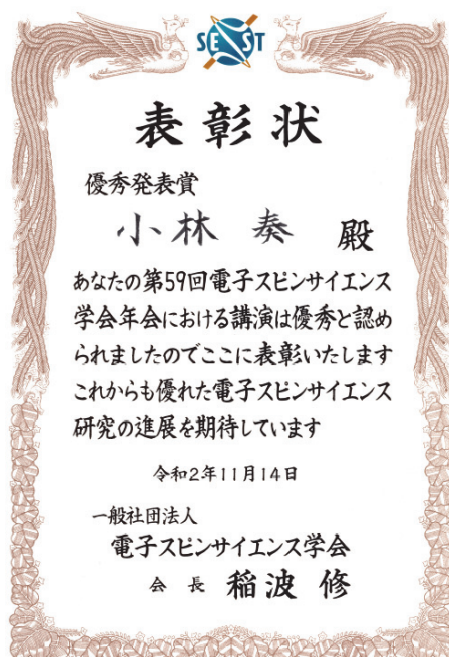 SEST
表彰状
優秀発表賞
小林 奏 殿
あなたの第59回電子スピンサイエンス
学会年会における講演は優秀と認め
られましたのでここに表彰いたします
これからも優れた電子スピンサイエンス
研究の進展を期待しています
令和2年11月14日
一般社団法人
電子スピンサイエンス学会
会長 稲波 修